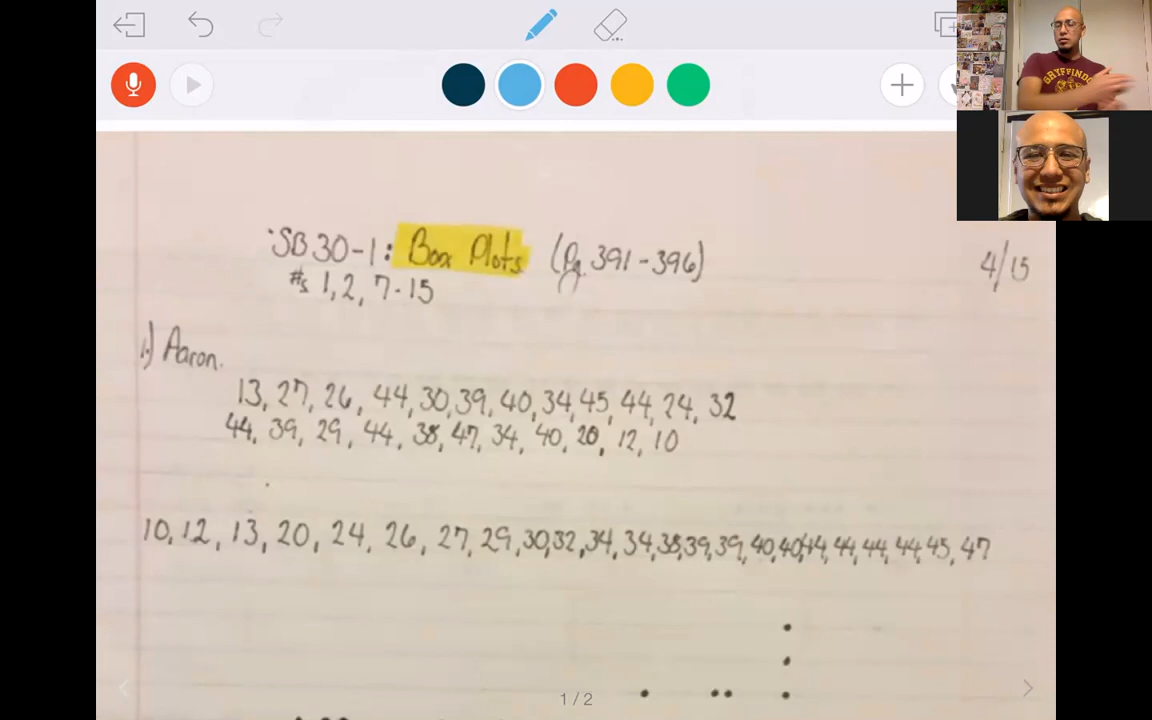 SB 30-1: Box Plots (Pg. 391-396)
4/15
#s 1, 2, 7-15
1.) Aaron.
13, 27, 26, 44, 30, 39, 40, 34, 45, 44, 24, 32
44, 39, 29, 44, 38, 47, 34, 40, 20, 12, 10
10, 12, 13, 20, 24, 26, 27, 29, 30, 32, 34, 34, 38, 39, 39, 40, 40, 44, 44, 44, 44, 45, 47
1 / 2
GRYFFINDO